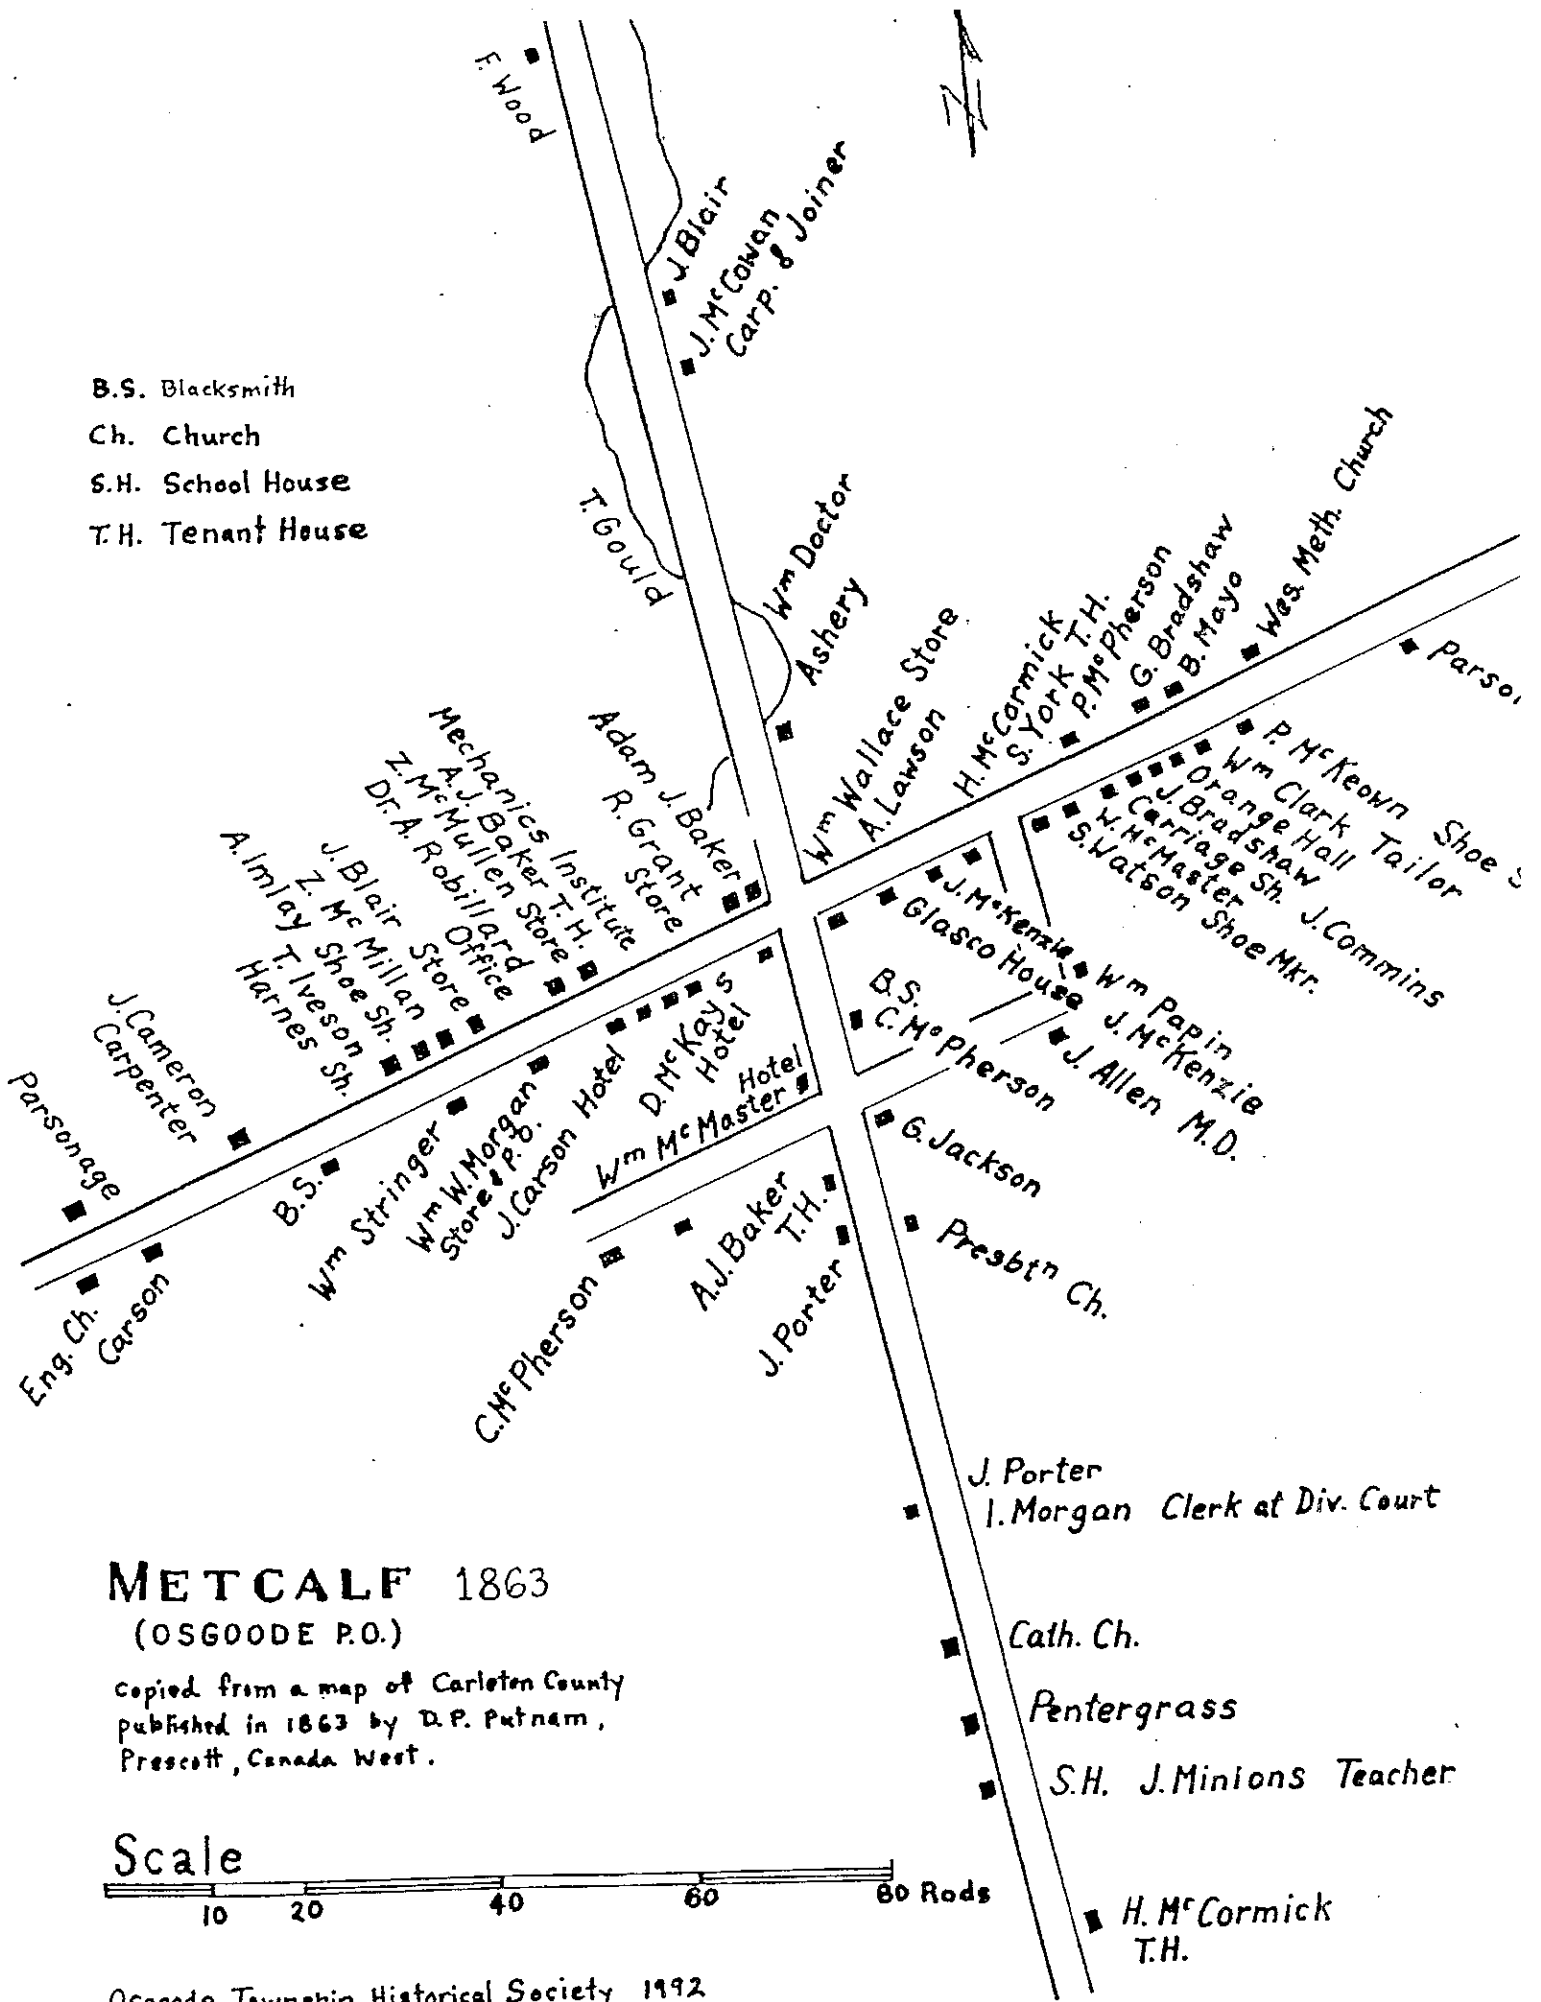 F. Wood
J. Blair
J. McCowan
Carp. & Joiner
B.S. Blacksmith
Ch. Church
S.H. School House
T.H. Tenant House
T. Gould
Wm Doctor
Ashery
Wm Wallace Store
A. Lawson
H. McCormick
S. York T.H.
P. McPherson
G. Bradshaw
B. Mayo
Wes. Meth. Church
P. McKeown Shoe S
Wm Clark Tailor
Orange Hall
J. Bradshaw
Carriage Sh. J. Commins
W. McMaster
S. Watson Shoe Mkr.
Adam J. Baker
R. Grant
Store
Mechanics Institute
A.J. Baker T.H.
Z. McMullen Store
Dr. A. Robillard
Office
J. Blair Store
Z. McMillan
A. Imlay Shoe Sh.
T. Iveson
Harnes Sh.
J. Cameron
Carpenter
Parsonage
Eng. Ch.
Carson
B.S.
Wm Stringer
Wm W. Morgan
Store & P.O.
J. Carson Hotel
D. McKay's
Hotel
Hotel
Wm McMaster
J. McKenzie
Glasco House
B.S.
C. McPherson
Wm Papin
J. McKenzie
J. Allen M.D.
G. Jackson
Presbtn Ch.
A.J. Baker
T.H.
J. Porter
C. McPherson
J. Porter
I. Morgan Clerk at Div. Court
Cath. Ch.
Pentergrass
S.H. J. Minions Teacher
H. McCormick
T.H.
METCALF 1863
(OSGOODE P.O.)
copied from a map of Carleton County
published in 1863 by D.P. Putnam,
Prescott, Canada West.
Scale
10 20 40 60 80 Rods
Osgoode Township Historical Society 1992